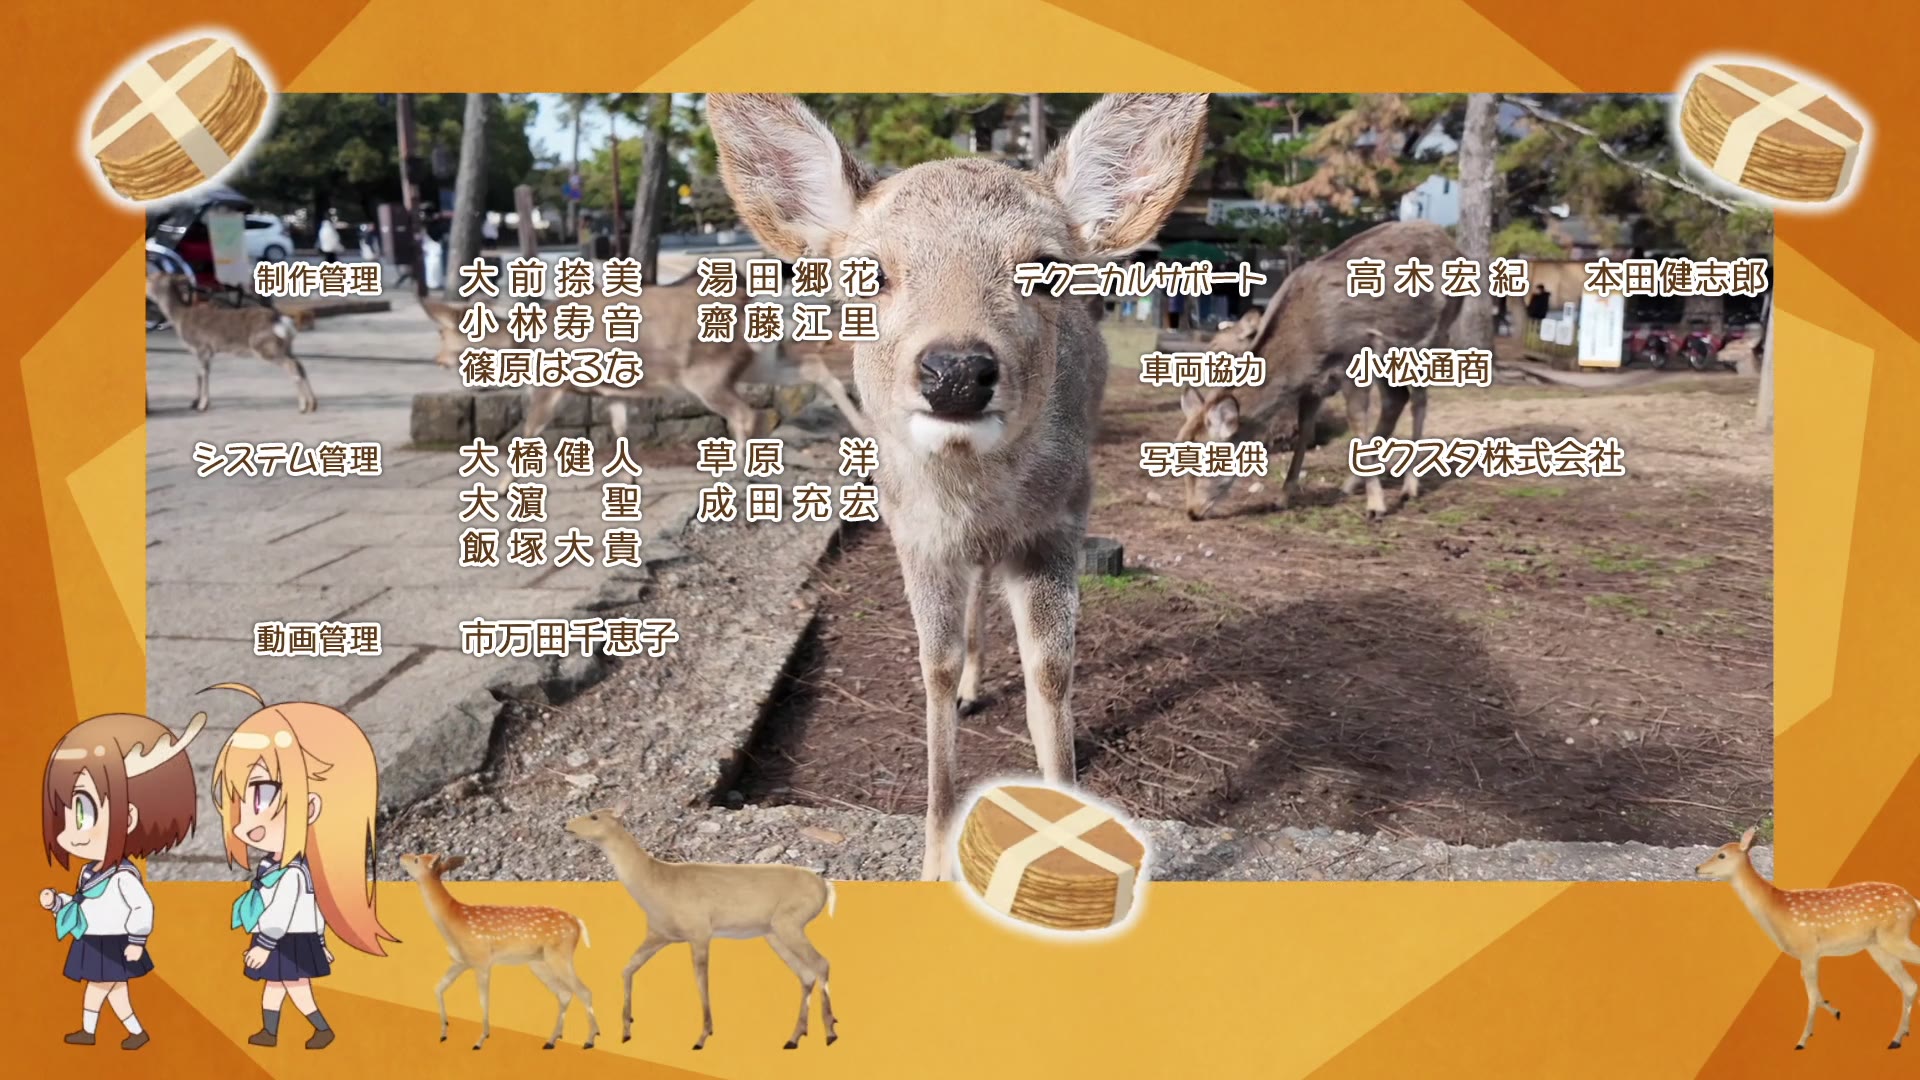 制作管理 大前捺美 湯田郷花
小林寿音 齋藤江里
篠原はるな
システム管理 大橋健人 草原 洋
大濵 聖 成田充宏
飯塚大貴
動画管理 市万田千恵子
テクニカルサポート 高木宏紀 本田健志郎
車両協力 小松通商
写真提供 ピクスタ株式会社